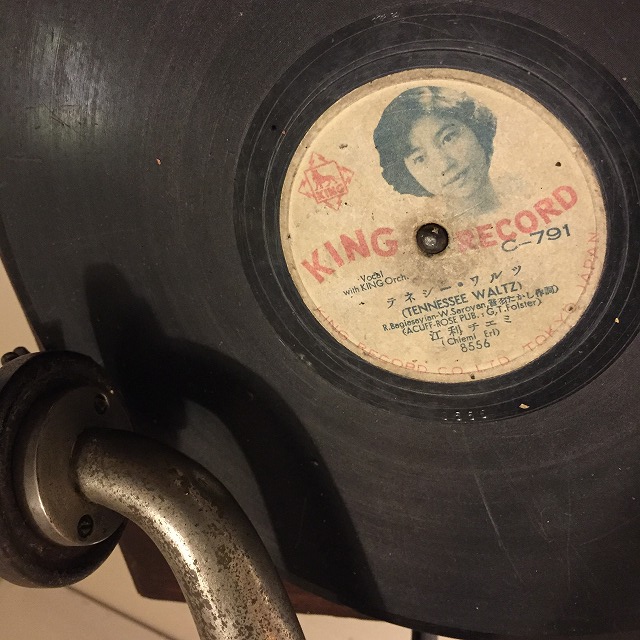 KING
KING RECORD
C-791
Vocal
with KING Orch.
テネシー・ワルツ
(TENNESSEE WALTZ)
R.Bagdasaryian-W.Saroyan,音羽たかし作詞
(ACUFF-ROSE PUB.: G.T.Folster)
江利チエミ
(Chiemi Eri)
8556
RECORD CO. LTD. TOKYO JAPAN